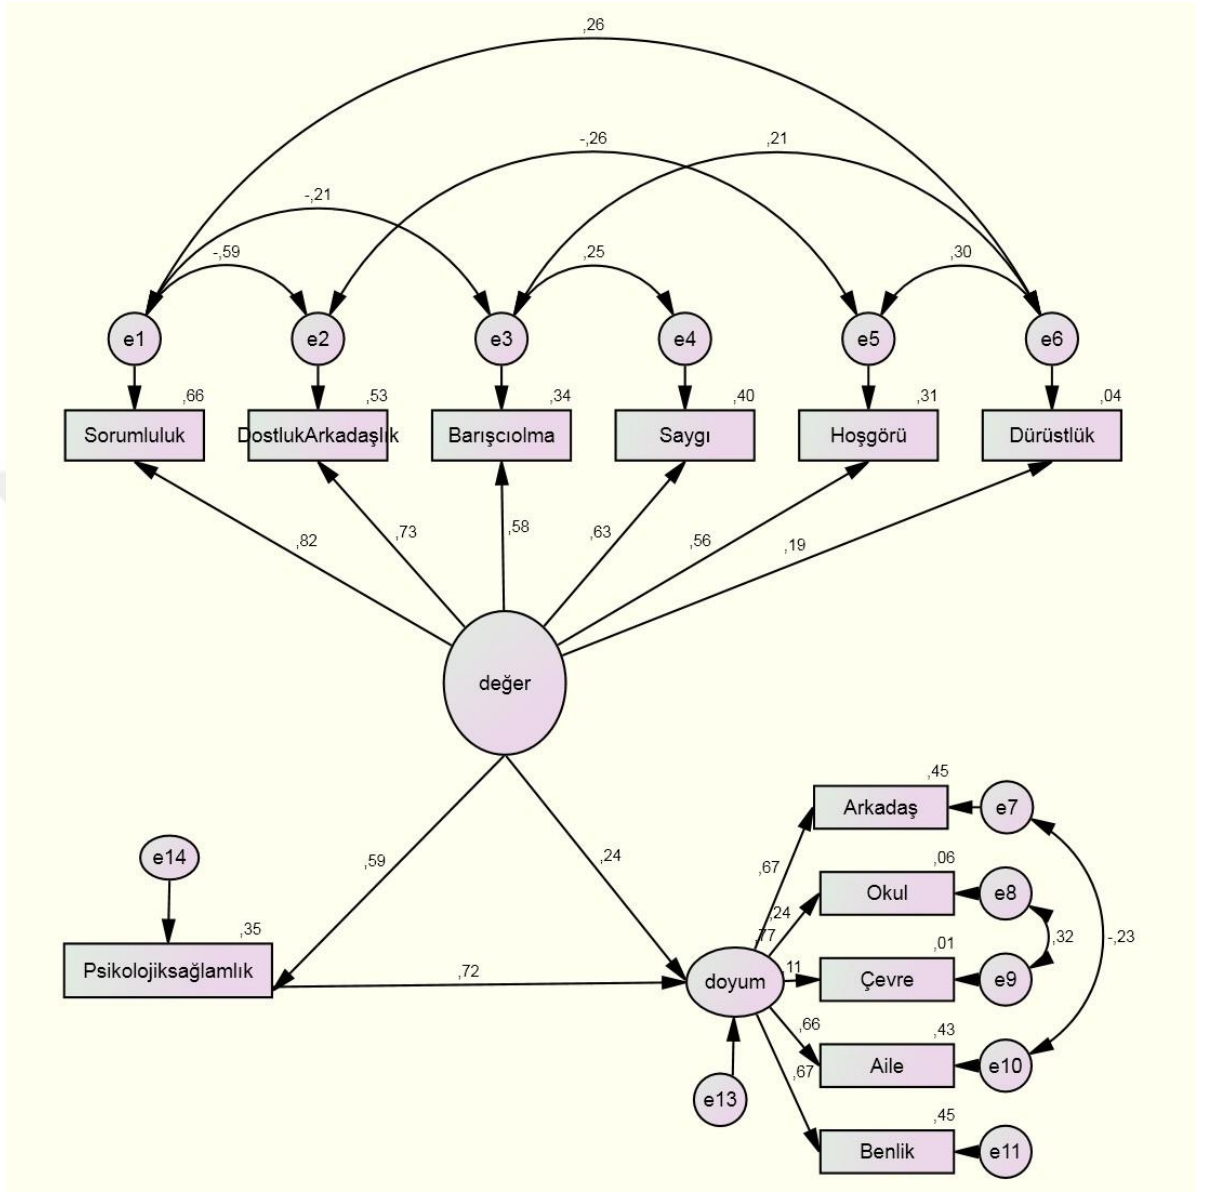 ,26
-,26
,21
-,21
-,59
,25
,30
e1
e2
e3
e4
e5
e6
,66
,53
,34
,40
,31
,04
Sorumluluk
DostlukArkadaşlık
Barışcıolma
Saygı
Hoşgörü
Dürüstlük
,82
,73
,58
,63
,56
,19
değer
,59
,24
e14
,35
Psikolojiksağlamlık
,72
,77
doyum
e13
,67
,24
,11
,66
,67
,45
Arkadaş
e7
,06
Okul
e8
,01
Çevre
e9
,43
Aile
e10
,45
Benlik
e11
,32
-,23